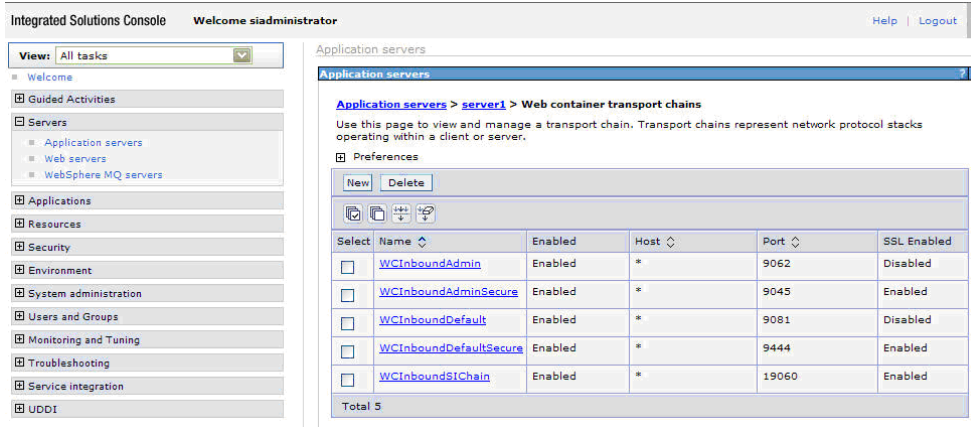 Integrated Solutions Console Welcome siadministrator Help | Logout
View: All tasks
Welcome
Guided Activities
Servers
Application servers
Web servers
WebSphere MQ servers
Applications
Resources
Security
Environment
System administration
Users and Groups
Monitoring and Tuning
Troubleshooting
Service integration
UDDI
Application servers
Application servers ?
Application servers > server1 > Web container transport chains
Use this page to view and manage a transport chain. Transport chains represent network protocol stacks
operating within a client or server.
Preferences
New Delete
Select Name Enabled Host Port SSL Enabled
WCInboundAdmin Enabled * 9062 Disabled
WCInboundAdminSecure Enabled * 9045 Enabled
WCInboundDefault Enabled * 9081 Disabled
WCInboundDefaultSecure Enabled * 9444 Enabled
WCInboundSIChain Enabled * 19060 Enabled
Total 5